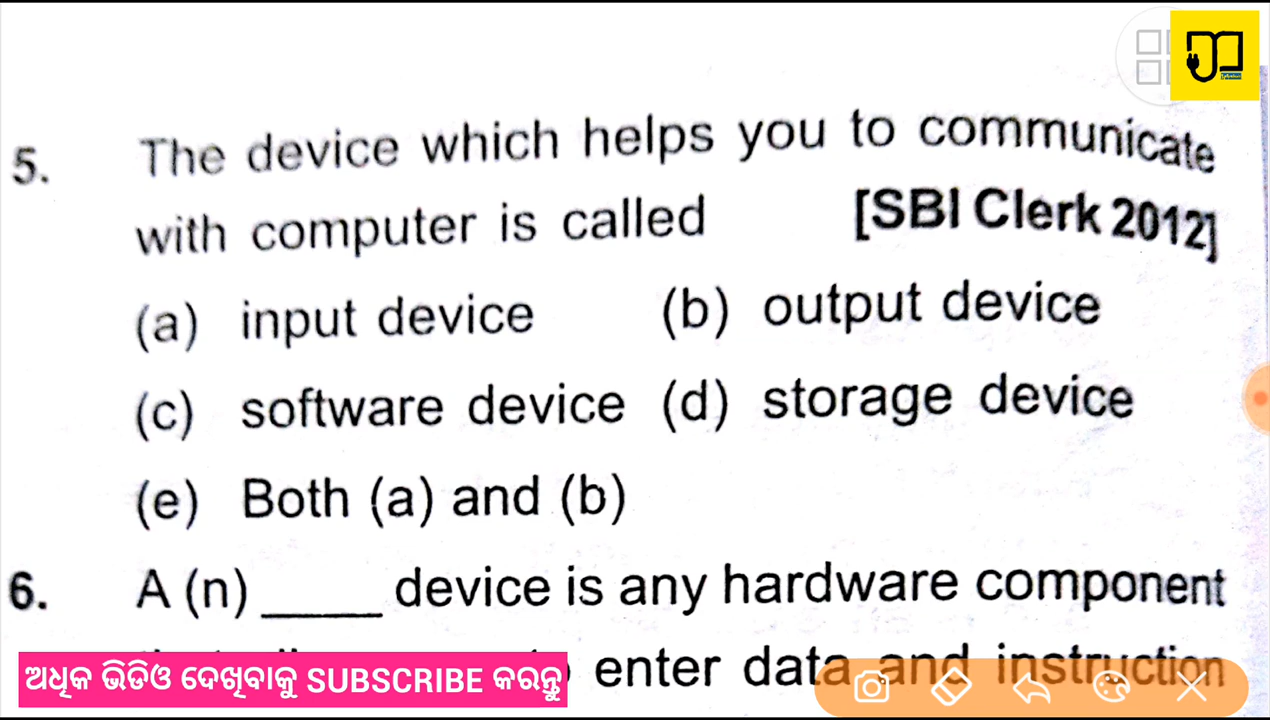 5. The device which helps you to communicate
with computer is called [SBI Clerk 2012]
(a) input device (b) output device
(c) software device (d) storage device
(e) Both (a) and (b)
6. A (n) _____ device is any hardware component
enter data and instruction
ଅଧିକ ଭିଡିଓ ଦେଖିବାକୁ SUBSCRIBE କରନ୍ତୁ